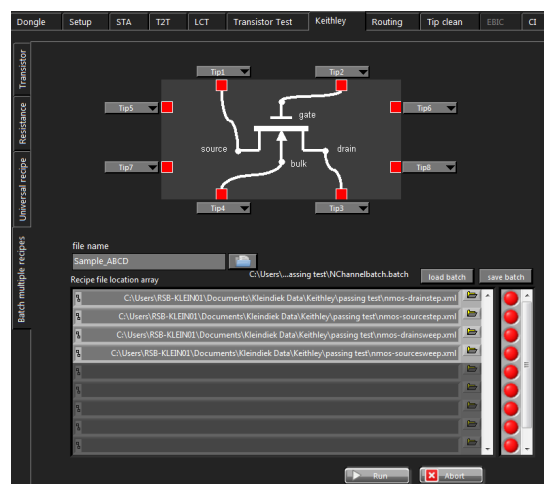 Dongle Setup STA T2T LCT Transistor Test Keithley Routing Tip clean EBIC CI
Transistor
Resistance
Universal recipe
Batch multiple recipes
Tip1 Tip2
Tip5 Tip6
gate
source drain
bulk
Tip7 Tip8
Tip4 Tip3
file name
Sample_ABCD
C:\Users\...assing test\NChannelbatch.batch load batch save batch
Recipe file location array
C:\Users\RSB-KLEIN01\Documents\Kleindiek Data\Keithley\passing test\nmos-drainstep.xml
C:\Users\RSB-KLEIN01\Documents\Kleindiek Data\Keithley\passing test\nmos-sourcestep.xml
C:\Users\RSB-KLEIN01\Documents\Kleindiek Data\Keithley\passing test\nmos-drainsweep.xml
C:\Users\RSB-KLEIN01\Documents\Kleindiek Data\Keithley\passing test\nmos-sourcesweep.xml
Run Abort